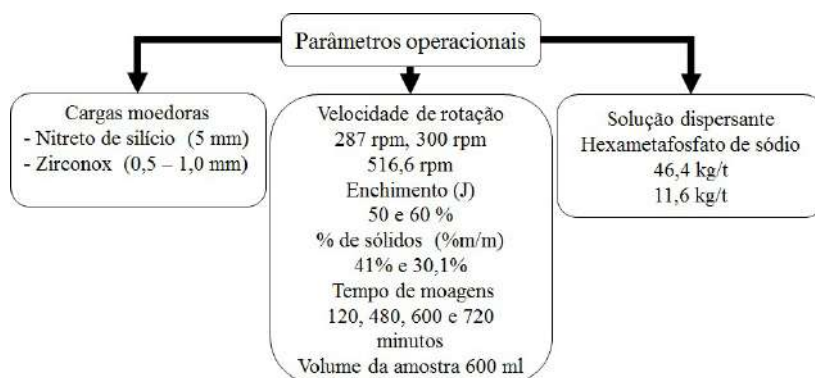 Parâmetros operacionais
Cargas moedoras
- Nitreto de silício (5 mm)
- Zirconox (0,5 – 1,0 mm)
Velocidade de rotação
287 rpm, 300 rpm
516,6 rpm
Enchimento (J)
50 e 60 %
% de sólidos (%m/m)
41% e 30,1%
Tempo de moagens
120, 480, 600 e 720
minutos
Volume da amostra 600 ml
Solução dispersante
Hexametafosfato de sódio
46,4 kg/t
11,6 kg/t